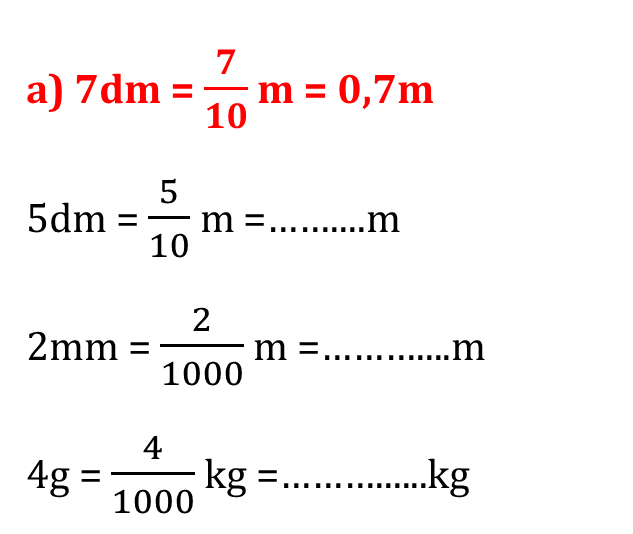 a) 7dm = 7/10 m = 0,7m
5dm = 5/10 m =……....m
2mm = 2/1000 m =………....m
4g = 4/1000 kg =………......kg